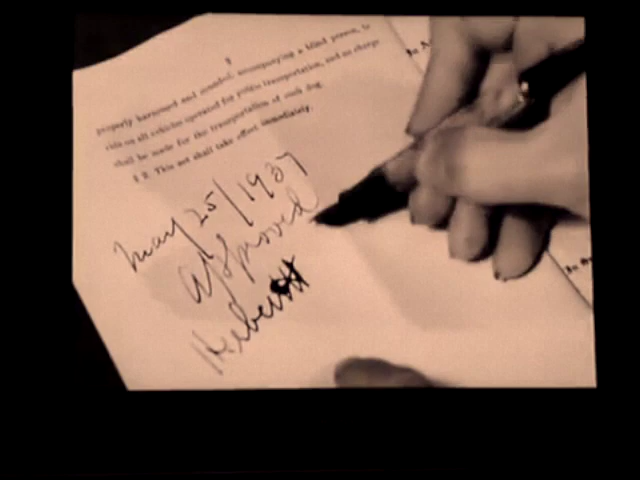 2
properly harnessed and muzzled, accompanying a blind person, to
ride on all vehicles operated for public transportation, and no charge
shall be made for the transportation of such dog.
§ 2. This act shall take effect immediately.
May 25/1937
approved
Herbert
In A